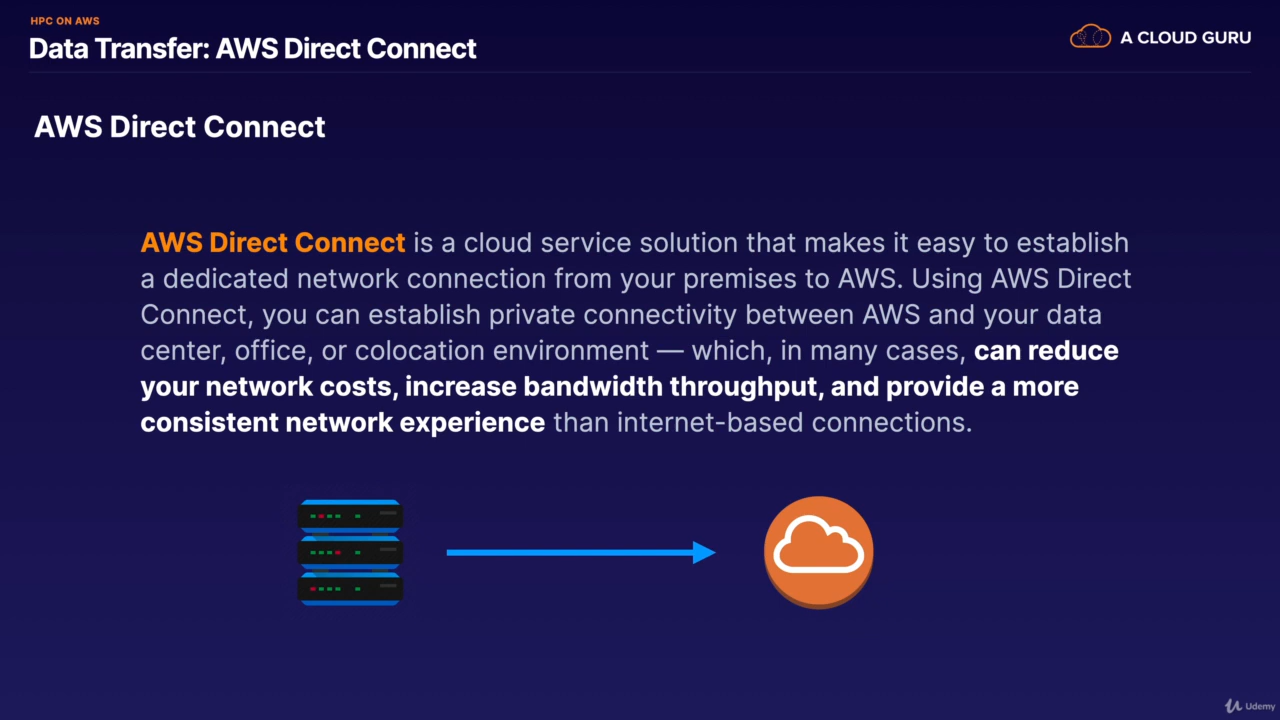 HPC ON AWS
Data Transfer: AWS Direct Connect
A CLOUD GURU
AWS Direct Connect
AWS Direct Connect is a cloud service solution that makes it easy to establish
a dedicated network connection from your premises to AWS. Using AWS Direct
Connect, you can establish private connectivity between AWS and your data
center, office, or colocation environment — which, in many cases, can reduce
your network costs, increase bandwidth throughput, and provide a more
consistent network experience than internet-based connections.
Udemy